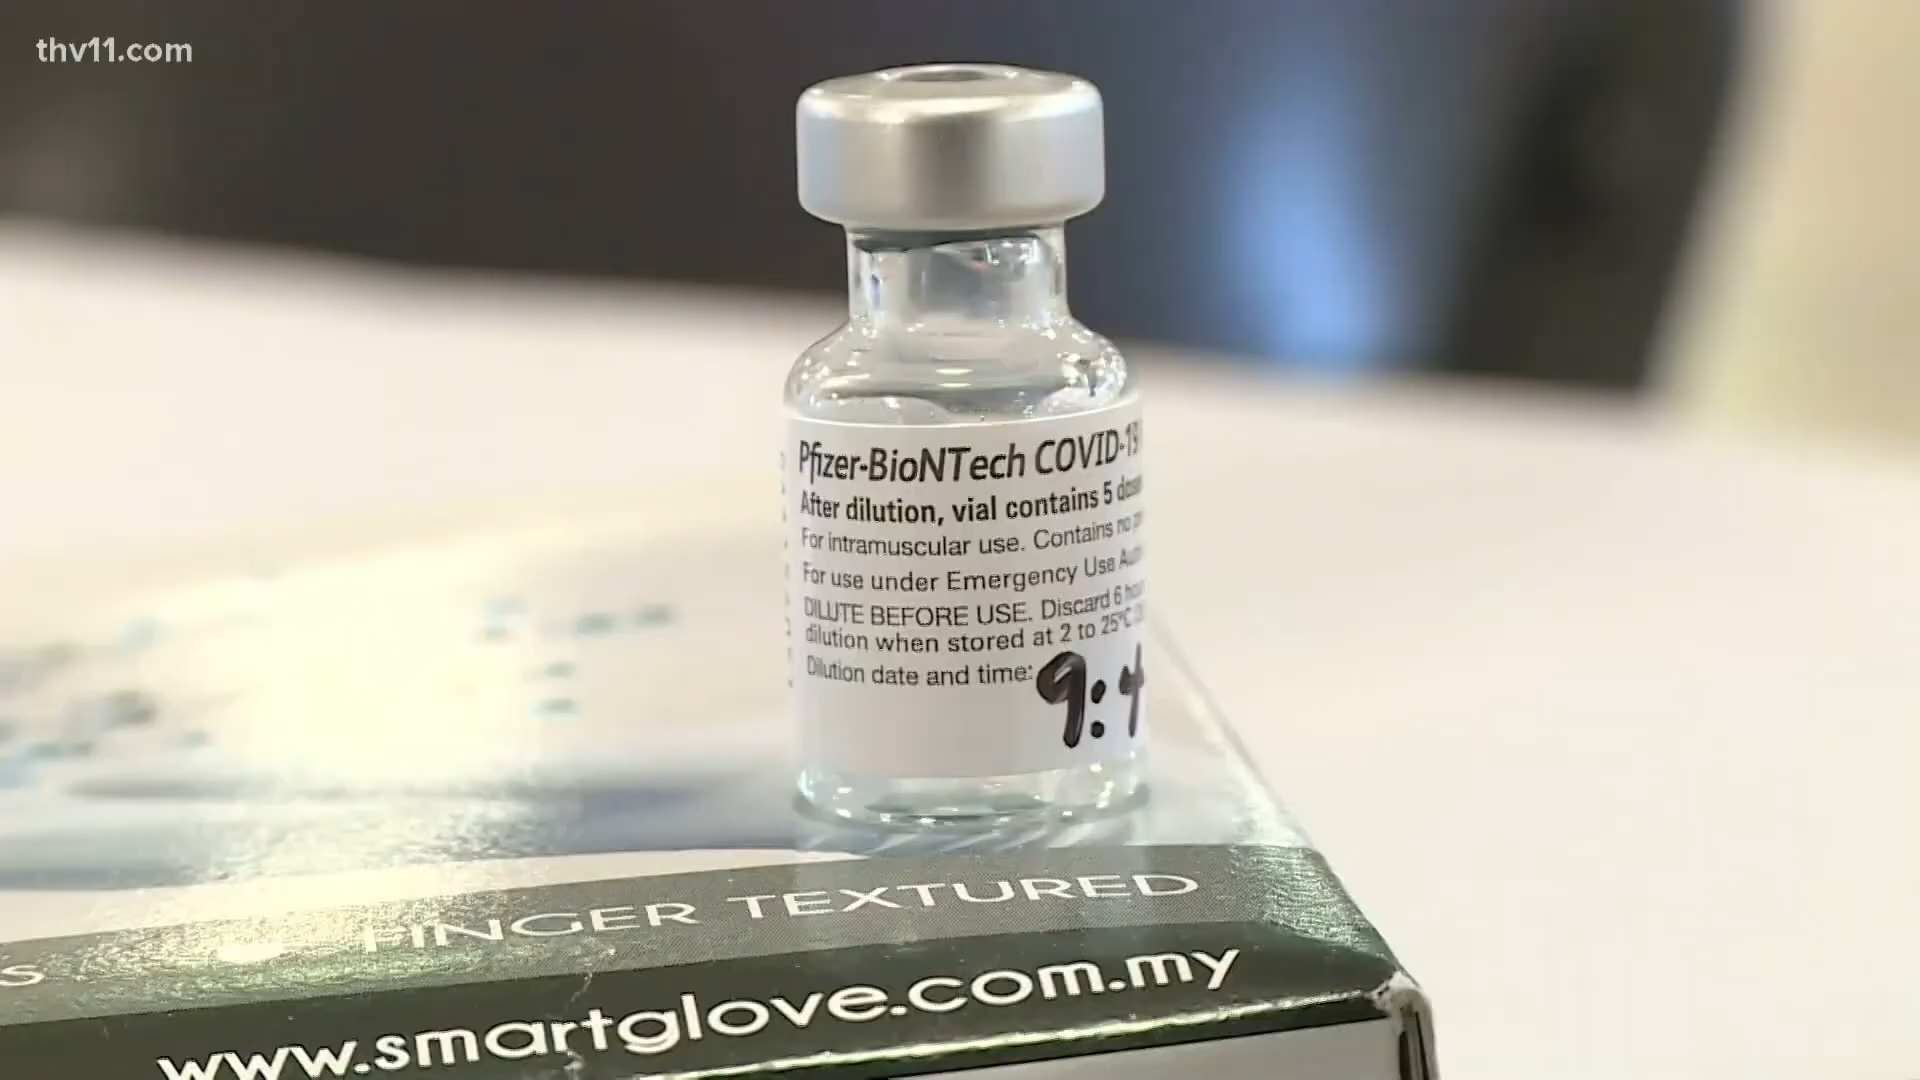 thv11.com
Pfizer-BioNTech COVID-19
After dilution, vial contains 5
For intramuscular use. Contains no
For use under Emergency Use
DILUTE BEFORE USE. Discard 6
dilution when stored at 2 to 25°C
Dilution date and time: 9:4
FINGER TEXTURED
www.smartglove.com.my